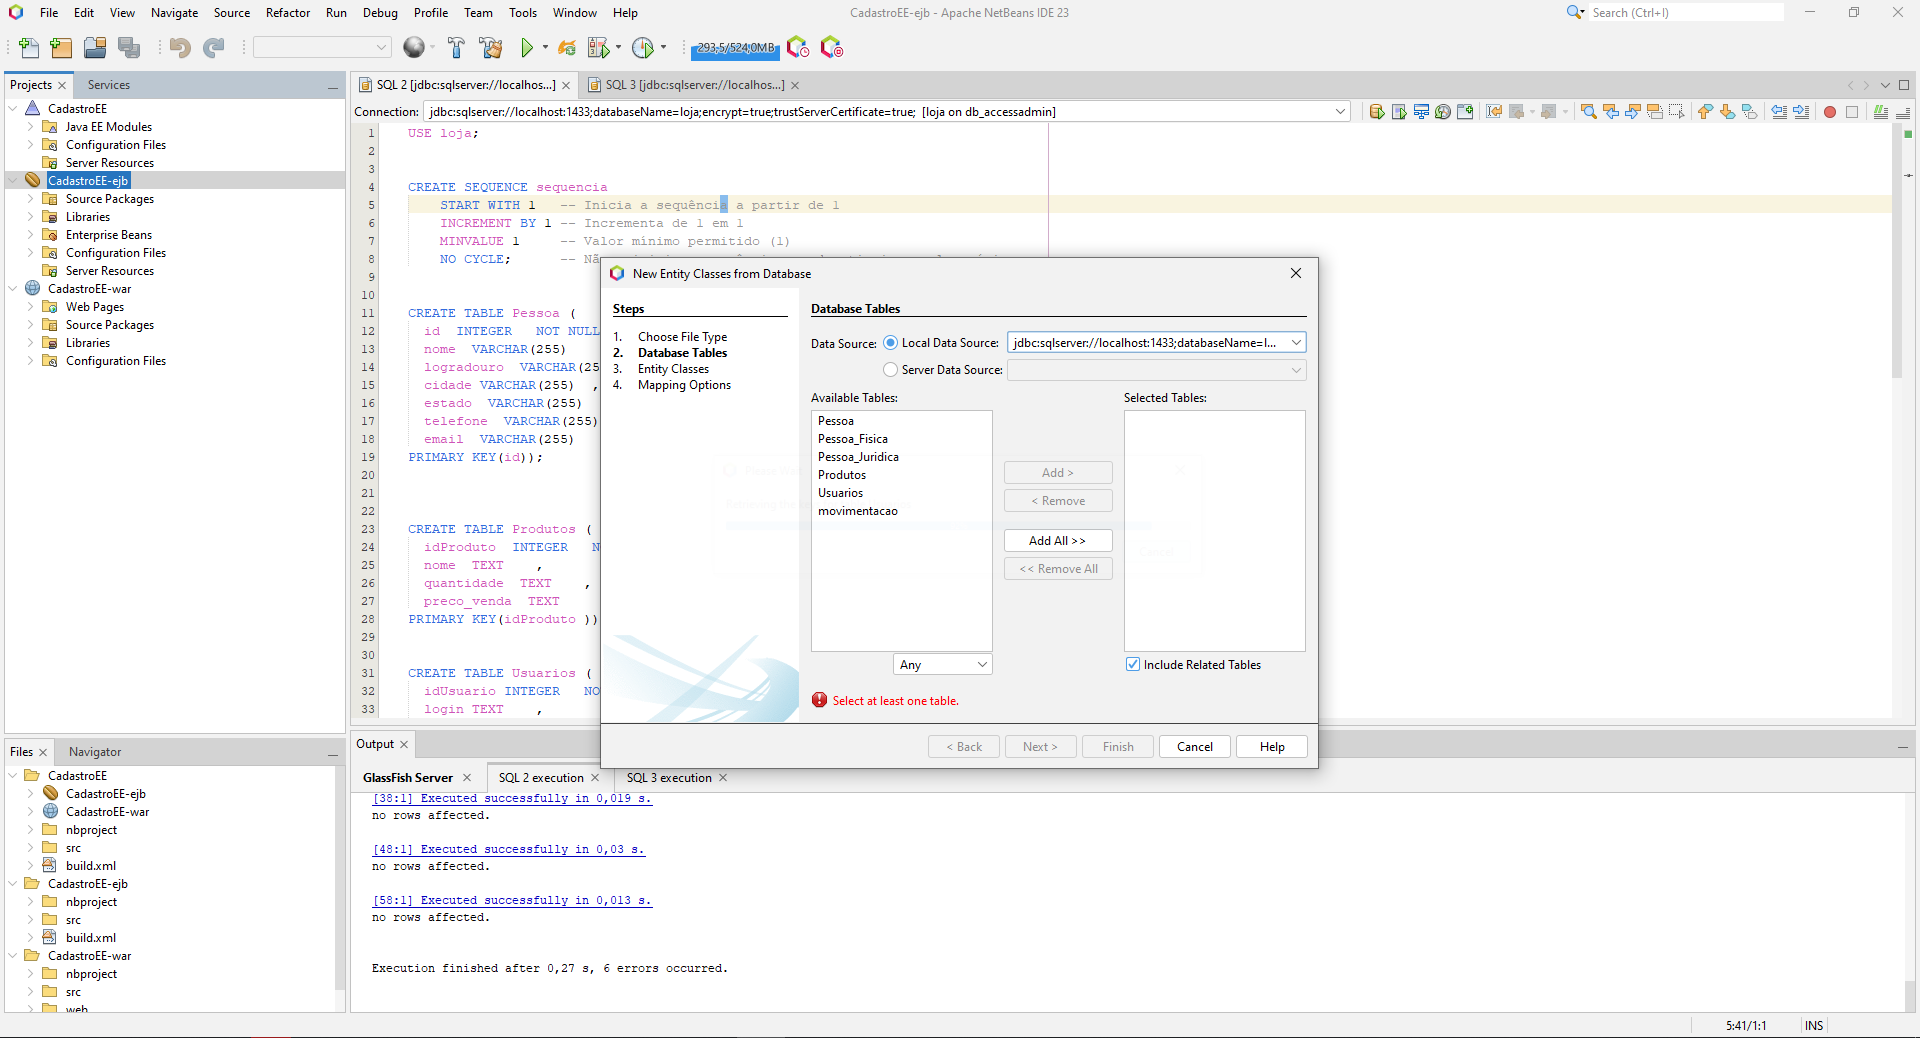 File Edit View Navigate Source Refactor Run Debug Profile Team Tools Window Help
CadastroEE-ejb - Apache NetBeans IDE 23
Search (Ctrl+I)
293,5/524,0MB
Projects
Services
CadastroEE
Java EE Modules
Configuration Files
Server Resources
CadastroEE-ejb
Source Packages
Libraries
Enterprise Beans
Configuration Files
Server Resources
CadastroEE-war
Web Pages
Source Packages
Libraries
Configuration Files
SQL 2 [jdbc:sqlserver://localhos...]
SQL 3 [jdbc:sqlserver://localhos...]
Connection: jdbc:sqlserver://localhost:1433;databaseName=loja;encrypt=true;trustServerCertificate=true; [loja on db_accessadmin]
1 USE loja;
2
3
4 CREATE SEQUENCE sequencia
5 START WITH 1 -- Inicia a sequência a partir de 1
6 INCREMENT BY 1 -- Incrementa de 1 em 1
7 MINVALUE 1 -- Valor mínimo permitido (1)
8 NO CYCLE; --
9
10
11 CREATE TABLE Pessoa (
12 id INTEGER NOT NULL
13 nome VARCHAR(255)
14 logradouro VARCHAR(25
15 cidade VARCHAR(255) ,
16 estado VARCHAR(255)
17 telefone VARCHAR(255)
18 email VARCHAR(255)
19 PRIMARY KEY(id));
20
21
22
23 CREATE TABLE Produtos (
24 idProduto INTEGER N
25 nome TEXT ,
26 quantidade TEXT ,
27 preco_venda TEXT
28 PRIMARY KEY(idProduto ))
29
30
31 CREATE TABLE Usuarios (
32 idUsuario INTEGER NO
33 login TEXT ,
New Entity Classes from Database
Steps
1. Choose File Type
2. Database Tables
3. Entity Classes
4. Mapping Options
Database Tables
Data Source: Local Data Source: jdbc:sqlserver://localhost:1433;databaseName=l...
Server Data Source:
Available Tables:
Selected Tables:
Pessoa
Pessoa_Fisica
Pessoa_Juridica
Produtos
Usuarios
movimentacao
Add >
< Remove
Add All >>
<< Remove All
Any
Include Related Tables
Select at least one table.
< Back
Next >
Finish
Cancel
Help
Files
Navigator
CadastroEE
CadastroEE-ejb
CadastroEE-war
nbproject
src
build.xml
CadastroEE-ejb
nbproject
src
build.xml
CadastroEE-war
nbproject
src
web
Output
GlassFish Server
SQL 2 execution
SQL 3 execution
[38:1] Executed successfully in 0,019 s.
no rows affected.
[48:1] Executed successfully in 0,03 s.
no rows affected.
[58:1] Executed successfully in 0,013 s.
no rows affected.
Execution finished after 0,27 s, 6 errors occurred.
5:41/1:1
INS